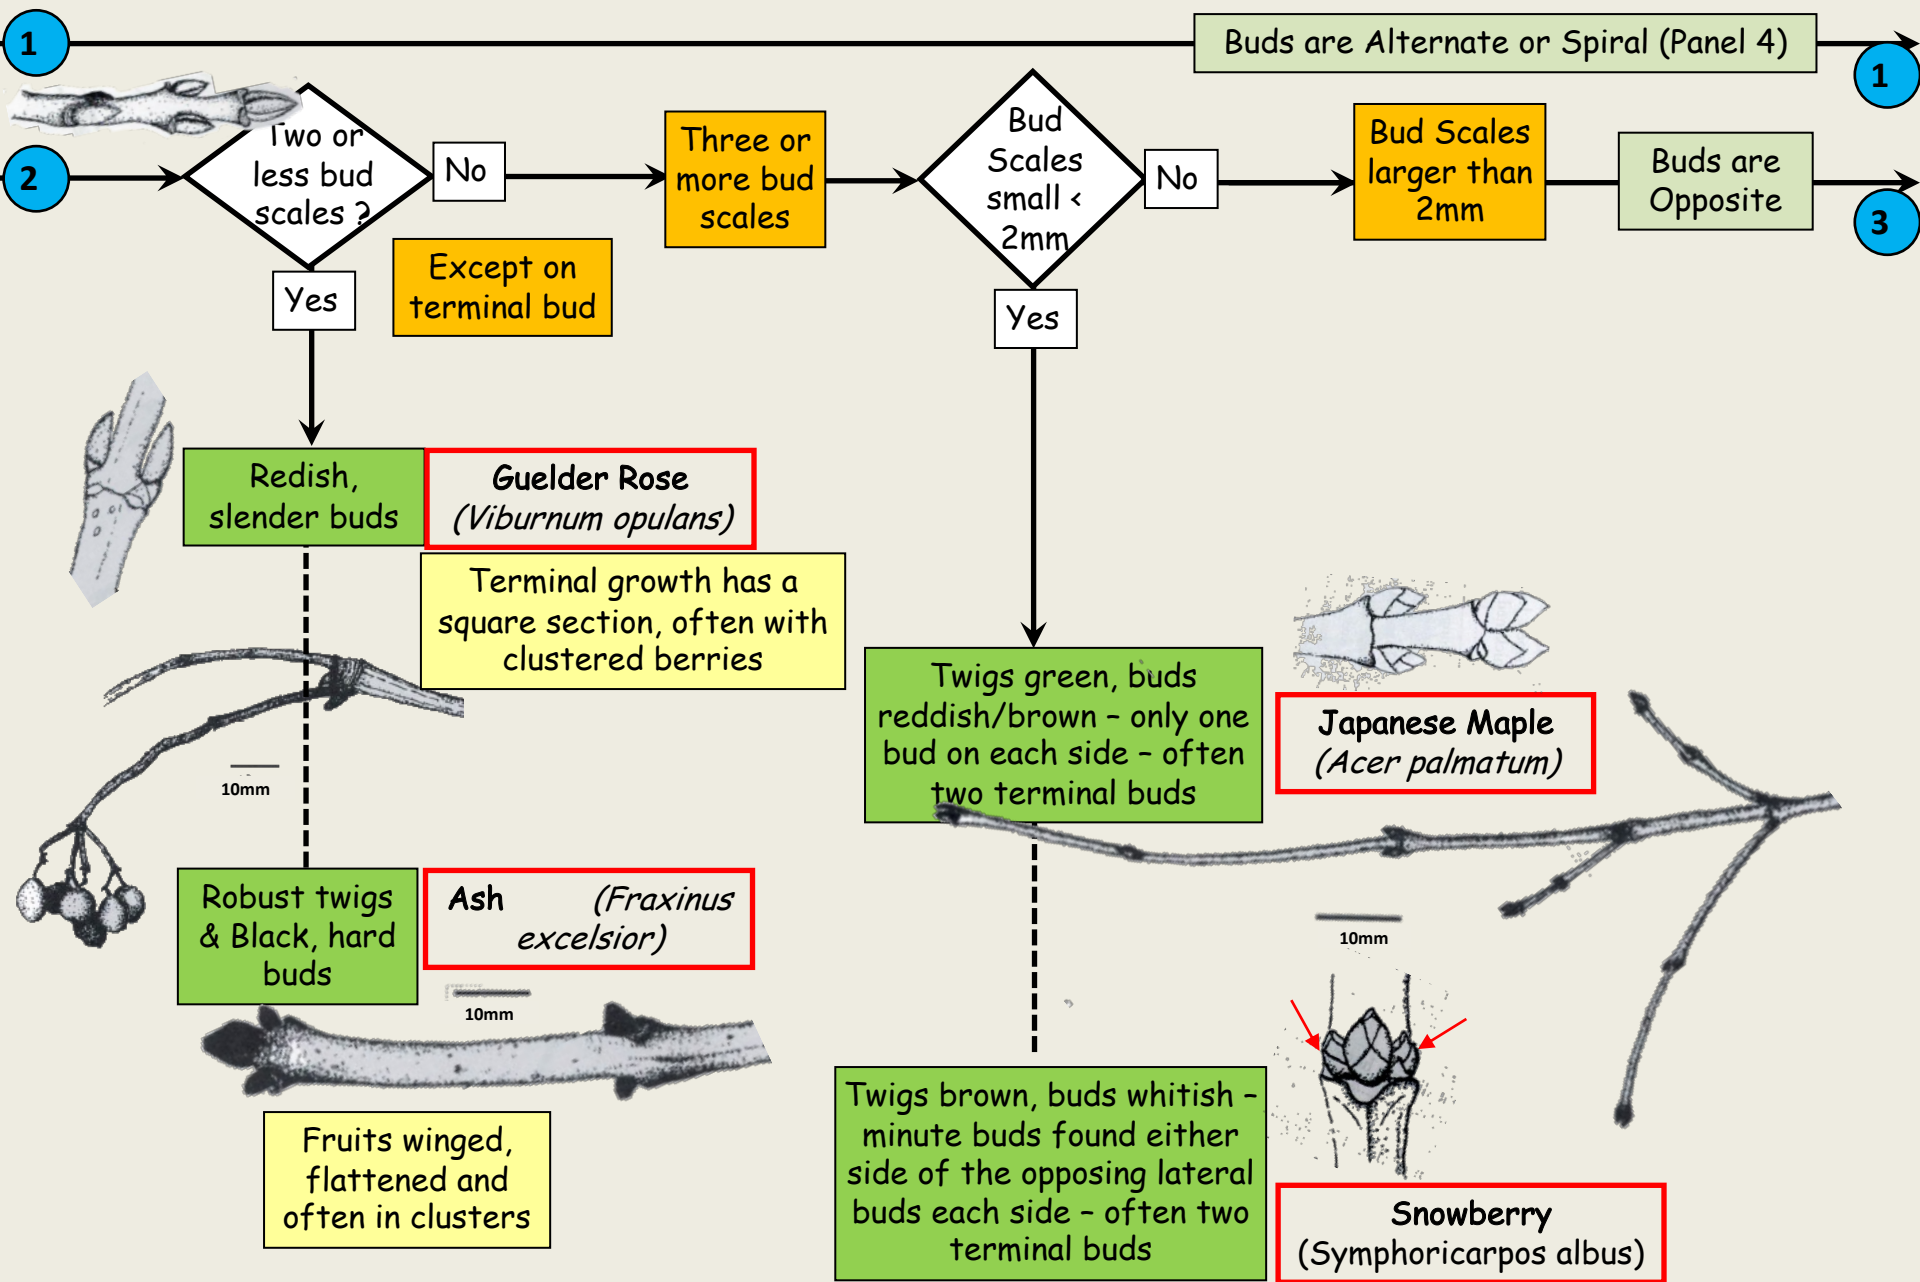 1
Buds are Alternate or Spiral (Panel 4)
1
2
Two or
less bud
scales ?
No
Three or
more bud
scales
Bud
Scales
small <
2mm
No
Bud Scales
larger than
2mm
Buds are
Opposite
3
Except on
terminal bud
Yes
Yes
Redish,
slender buds
Guelder Rose
(Viburnum opulans)
Terminal growth has a
square section, often with
clustered berries
10mm
Twigs green, buds
reddish/brown – only one
bud on each side – often
two terminal buds
Japanese Maple
(Acer palmatum)
10mm
Robust twigs
& Black, hard
buds
Ash (Fraxinus
excelsior)
10mm
Fruits winged,
flattened and
often in clusters
Twigs brown, buds whitish –
minute buds found either
side of the opposing lateral
buds each side – often two
terminal buds
Snowberry
(Symphoricarpos albus)